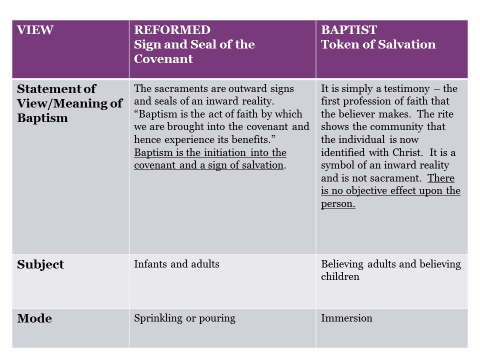 VIEW
REFORMED
Sign and Seal of the
Covenant
BAPTIST
Token of Salvation
Statement of
View/Meaning of
Baptism
The sacraments are outward signs
and seals of an inward reality.
“Baptism is the act of faith by which
we are brought into the covenant and
hence experience its benefits.”
Baptism is the initiation into the
covenant and a sign of salvation.
It is simply a testimony – the
first profession of faith that
the believer makes. The rite
shows the community that
the individual is now
identified with Christ. It is a
symbol of an inward reality
and is not sacrament. There
is no objective effect upon the
person.
Subject
Infants and adults
Believing adults and believing
children
Mode
Sprinkling or pouring
Immersion